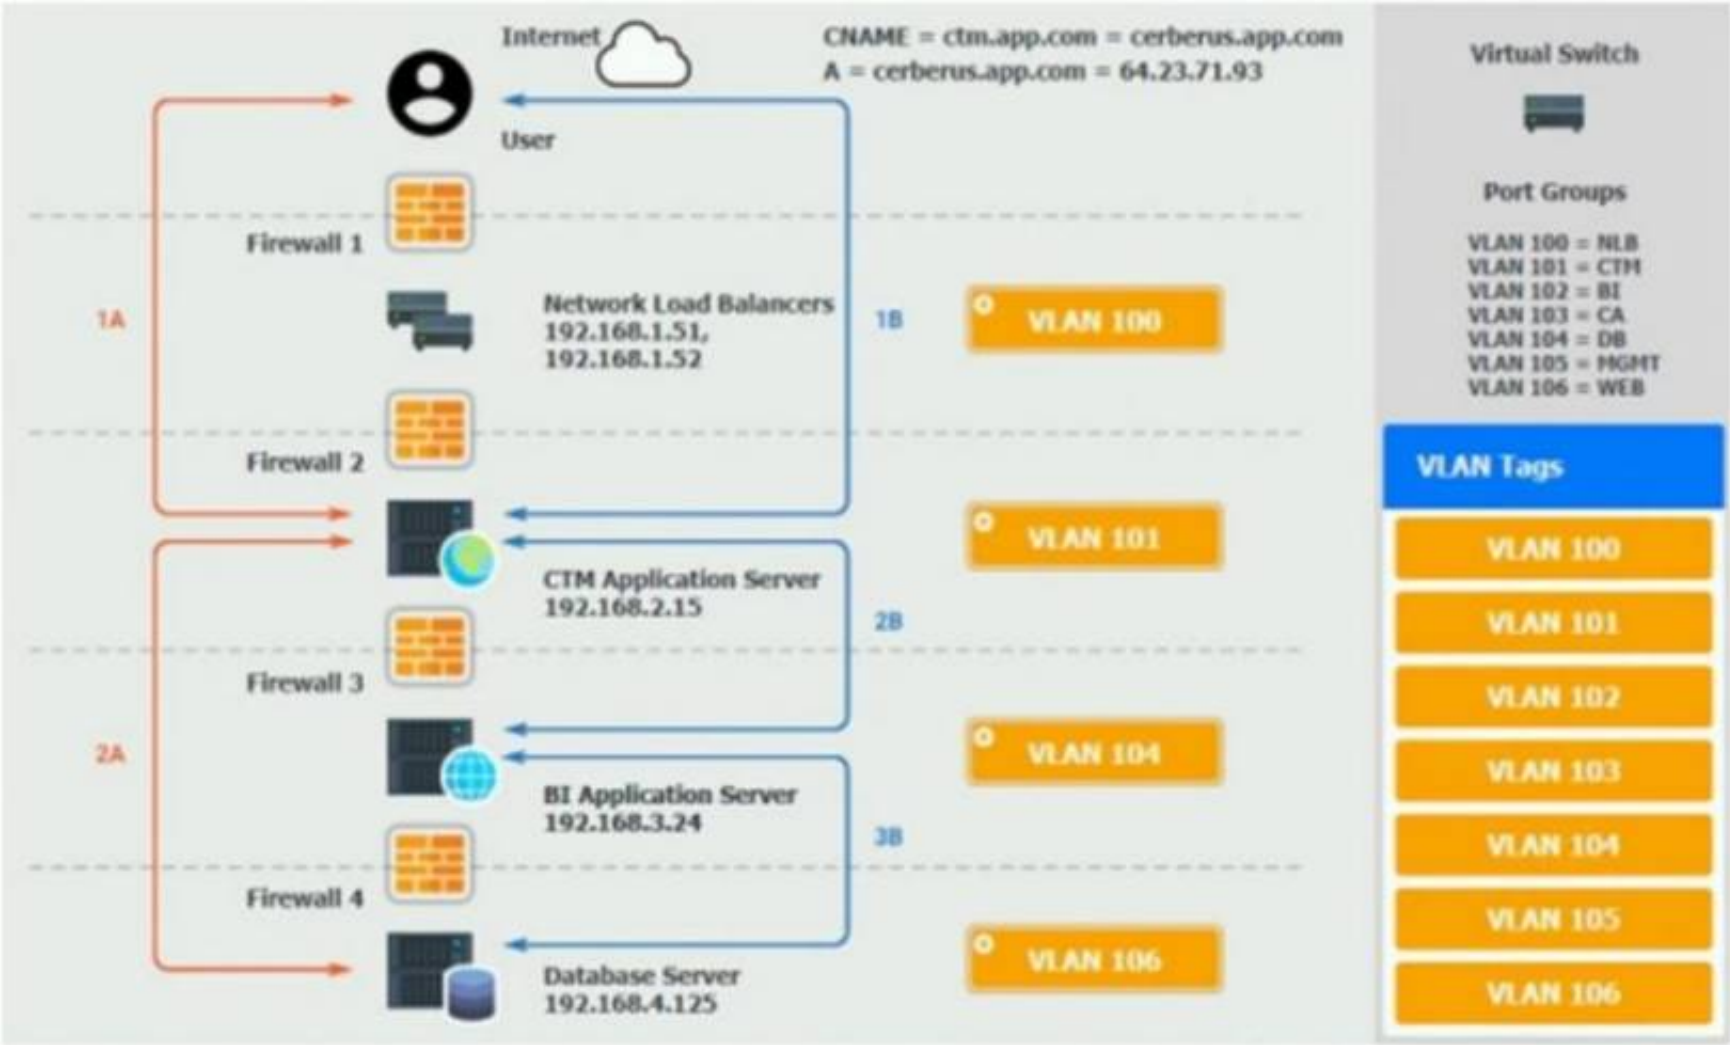 Internet
CNAME = ctm.app.com = cerberus.app.com
A = cerberus.app.com = 64.23.71.93
User
Firewall 1
1A
Network Load Balancers
192.168.1.51,
192.168.1.52
1B
VLAN 100
Firewall 2
VLAN 101
CTM Application Server
192.168.2.15
2B
Firewall 3
2A
VLAN 104
BI Application Server
192.168.3.24
3B
Firewall 4
VLAN 106
Database Server
192.168.4.125
Virtual Switch
Port Groups
VLAN 100 = NLB
VLAN 101 = CTM
VLAN 102 = BI
VLAN 103 = CA
VLAN 104 = DB
VLAN 105 = MGMT
VLAN 106 = WEB
VLAN Tags
VLAN 100
VLAN 101
VLAN 102
VLAN 103
VLAN 104
VLAN 105
VLAN 106